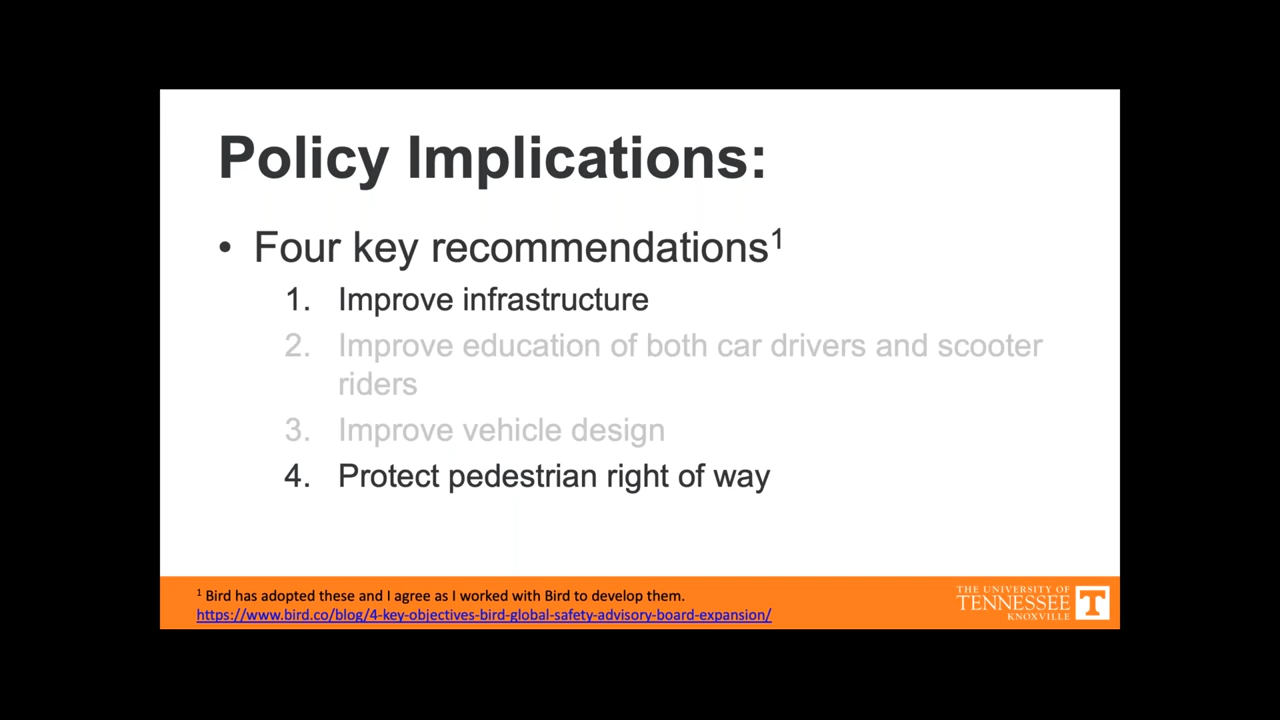 Policy Implications:
• Four key recommendations¹
1. Improve infrastructure
2. Improve education of both car drivers and scooter
riders
3. Improve vehicle design
4. Protect pedestrian right of way
¹ Bird has adopted these and I agree as I worked with Bird to develop them.
https://www.bird.co/blog/4-key-objectives-bird-global-safety-advisory-board-expansion/
THE UNIVERSITY OF
TENNESSEE
KNOXVILLE
T